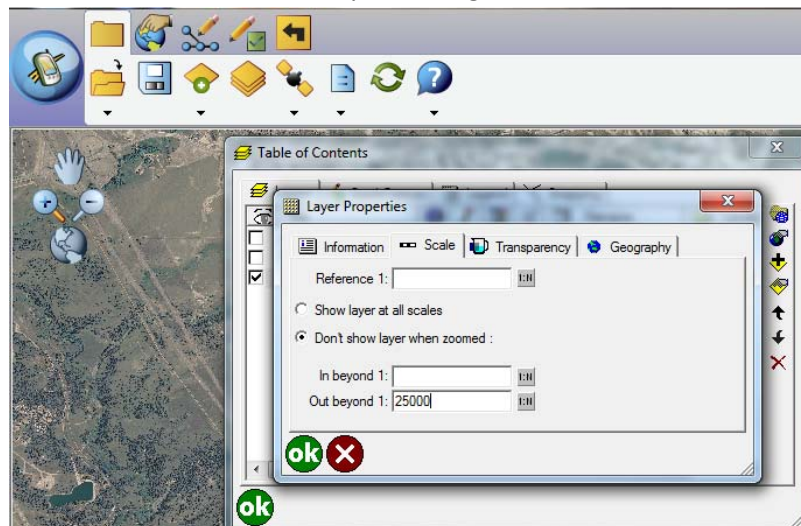 Table of Contents
Layer Properties
Information Scale Transparency Geography
Reference 1: 1:N
Show layer at all scales
Don't show layer when zoomed :
In beyond 1: 1:N
Out beyond 1: 25000 1:N
ok
ok